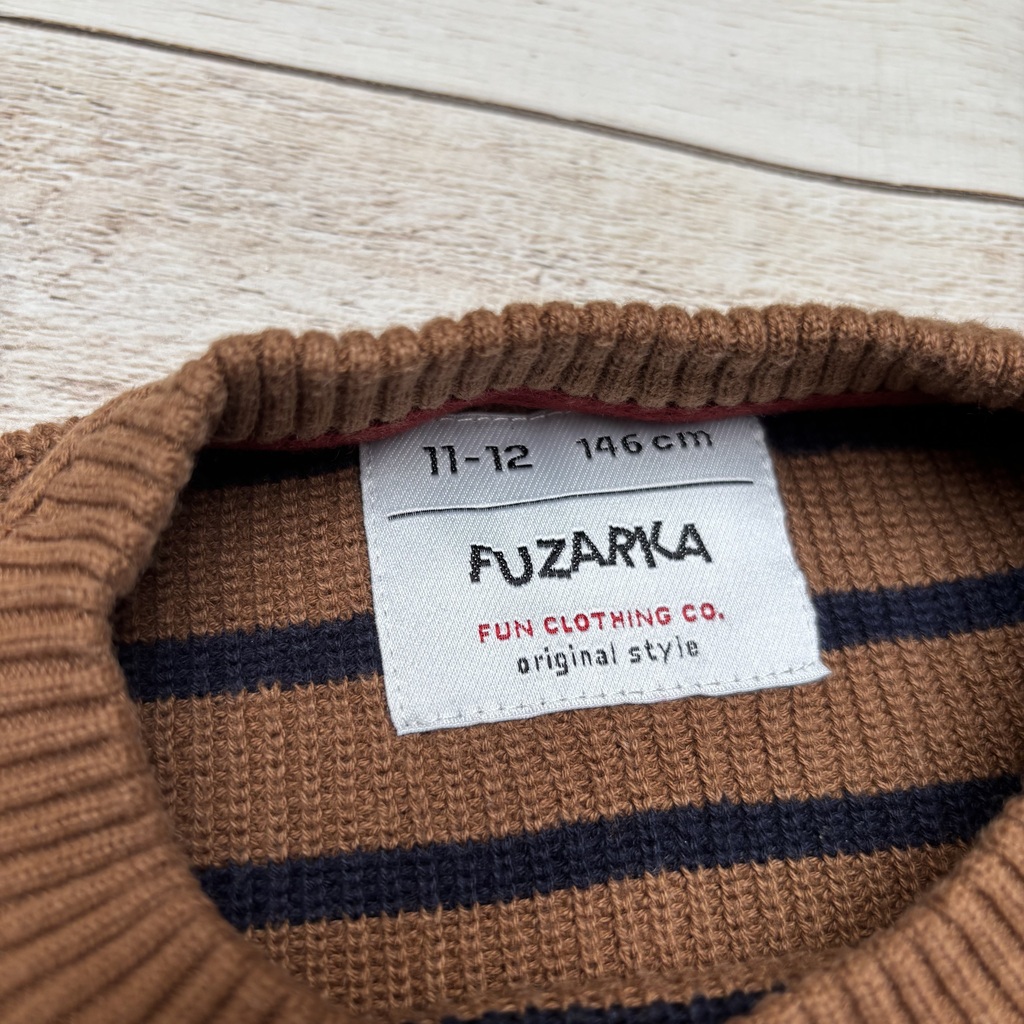 11-12 146 cm
FUZARKA
FUN CLOTHING CO.
original style